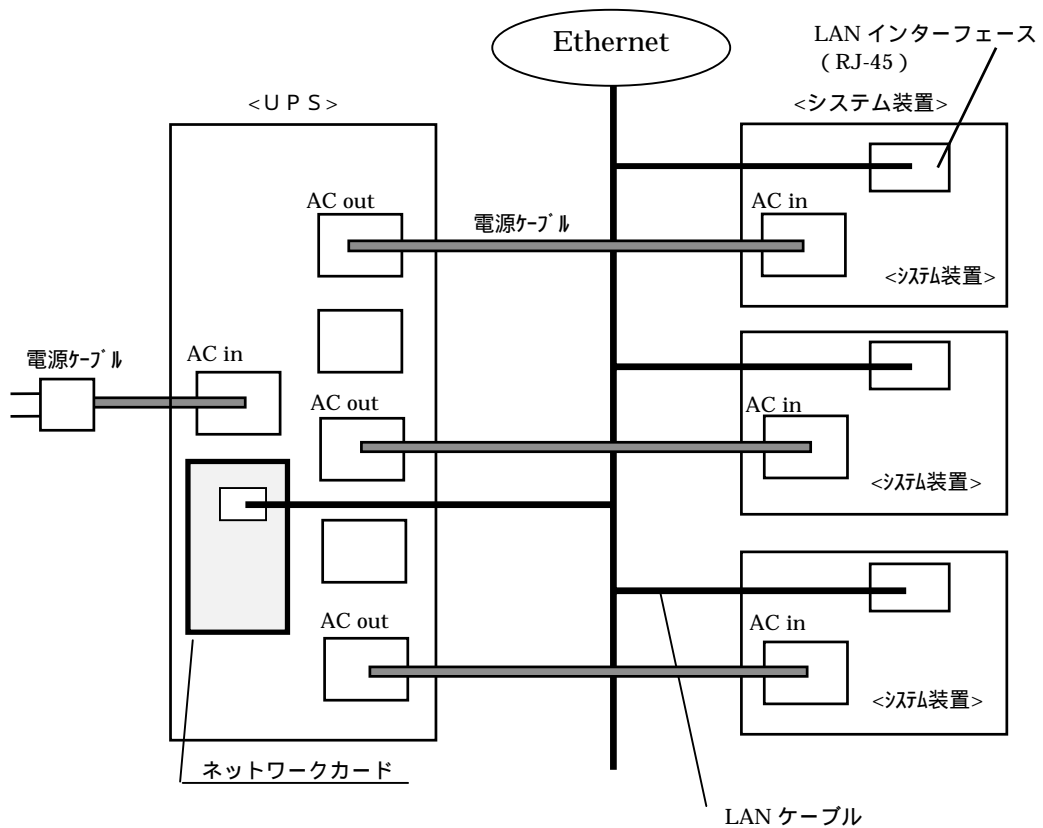 Ethernet
LAN インターフェース
( RJ-45 )
<UPS>
<システム装置>
AC out
電源ｹｰﾌﾞﾙ
AC in
<ｼｽﾃﾑ装置>
電源ｹｰﾌﾞﾙ
AC in
AC out
AC in
<ｼｽﾃﾑ装置>
AC out
AC in
<ｼｽﾃﾑ装置>
ネットワークカード
LAN ケーブル